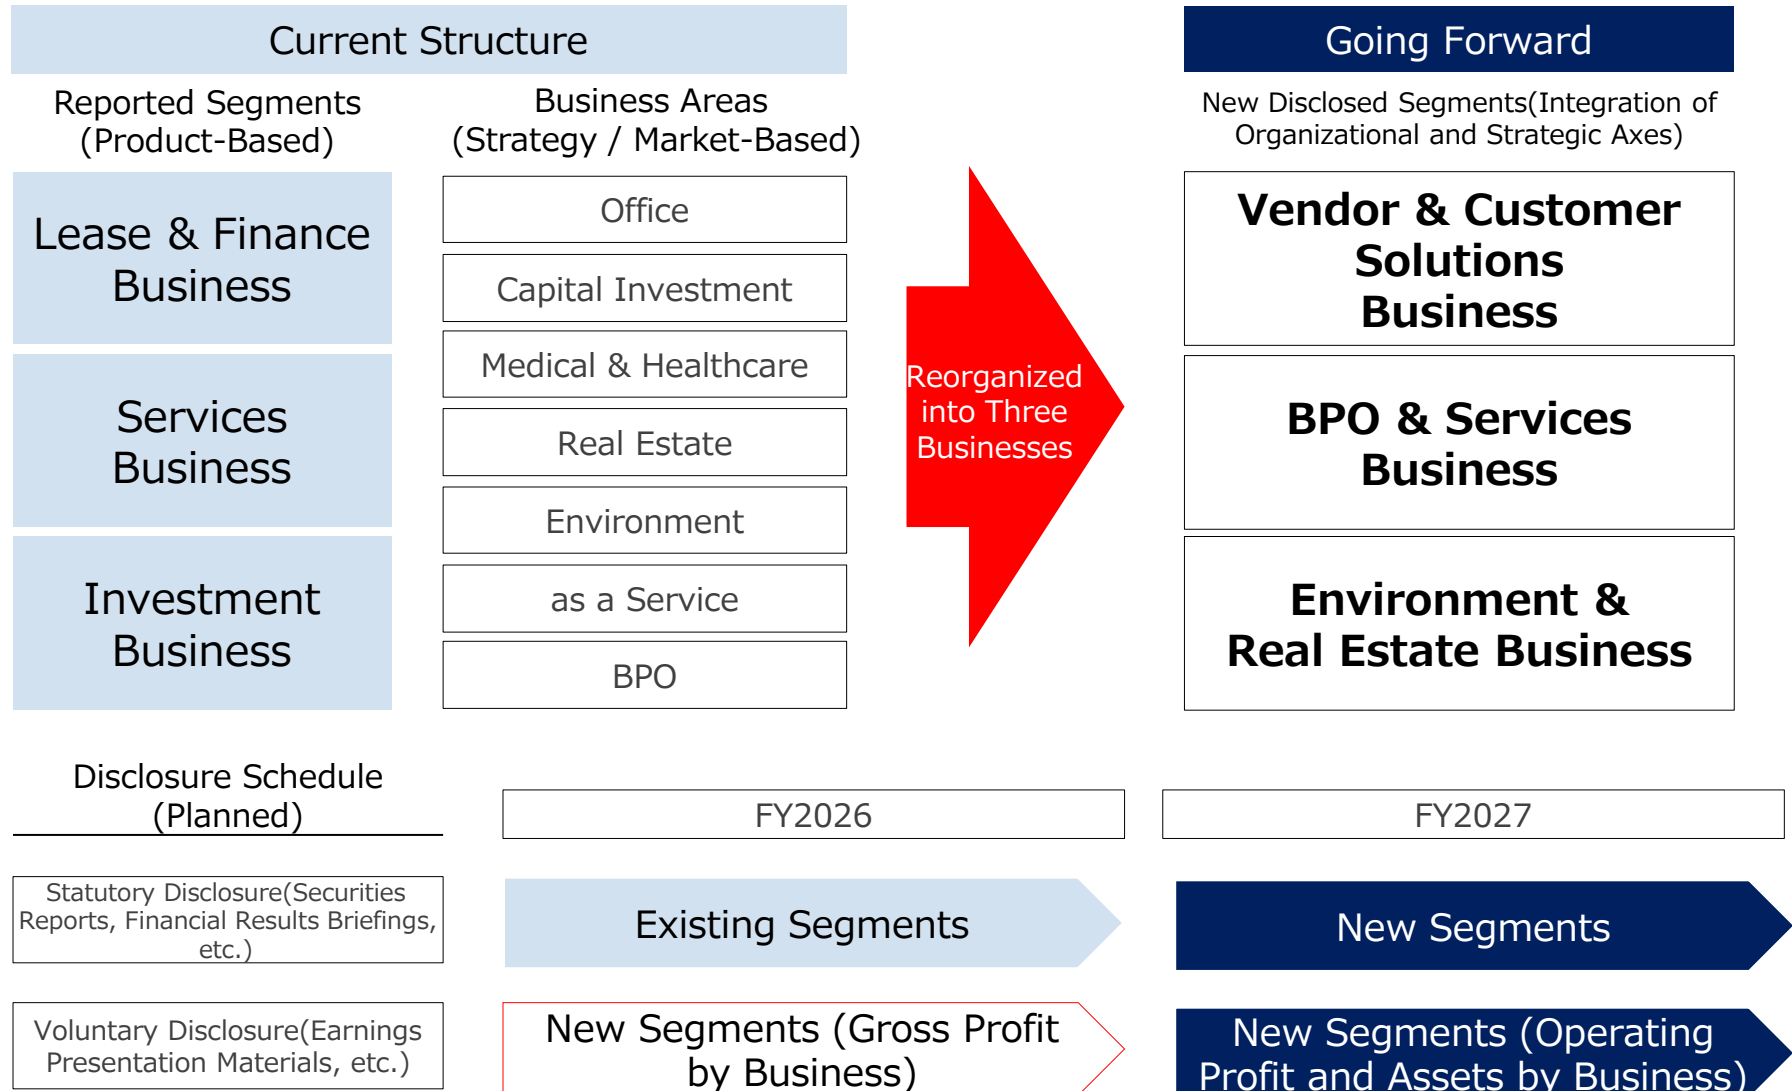 Current Structure
Going Forward
Reported Segments
(Product-Based)
Business Areas
(Strategy / Market-Based)
New Disclosed Segments(Integration of
Organizational and Strategic Axes)
Lease & Finance
Business
Services
Business
Investment
Business
Office
Capital Investment
Medical & Healthcare
Real Estate
Environment
as a Service
BPO
Reorganized
into Three
Businesses
Vendor & Customer
Solutions
Business
BPO & Services
Business
Environment &
Real Estate Business
Disclosure Schedule
(Planned)
FY2026
FY2027
Statutory Disclosure(Securities
Reports, Financial Results Briefings,
etc.)
Existing Segments
New Segments
Voluntary Disclosure(Earnings
Presentation Materials, etc.)
New Segments (Gross Profit
by Business)
New Segments (Operating
Profit and Assets by Business)